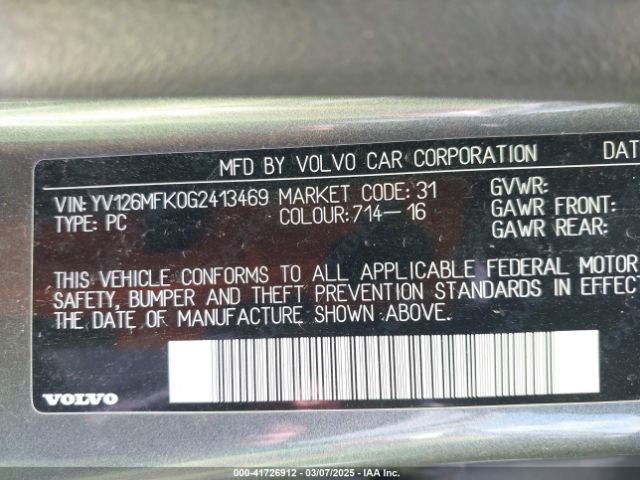 MFD BY VOLVO CAR CORPORATION DAT
VIN: YV126MFK0G2413469 MARKET CODE: 31 GVWR:
TYPE: PC COLOUR: 714-16 GAWR FRONT:
GAWR REAR:
THIS VEHICLE CONFORMS TO ALL APPLICABLE FEDERAL MOTOR
SAFETY, BUMPER AND THEFT PREVENTION STANDARDS IN EFFECT
THE DATE OF MANUFACTURE SHOWN ABOVE.
VOLVO
000-41726912 - 03/07/2025 - IAA Inc.